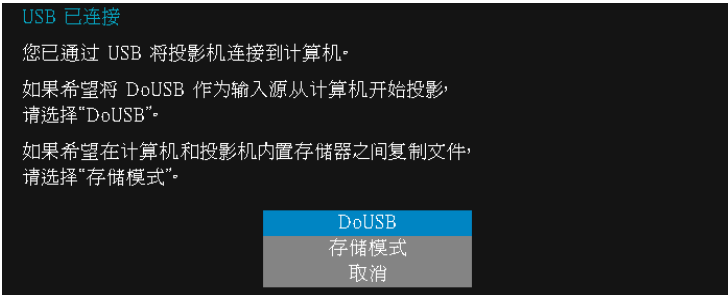 USB 已连接
您已通过 USB 将投影机连接到计算机。
如果希望将 DoUSB 作为输入源从计算机开始投影，
请选择“DoUSB”。
如果希望在计算机和投影机内置存储器之间复制文件，
请选择“存储模式”。
DoUSB
存储模式
取消